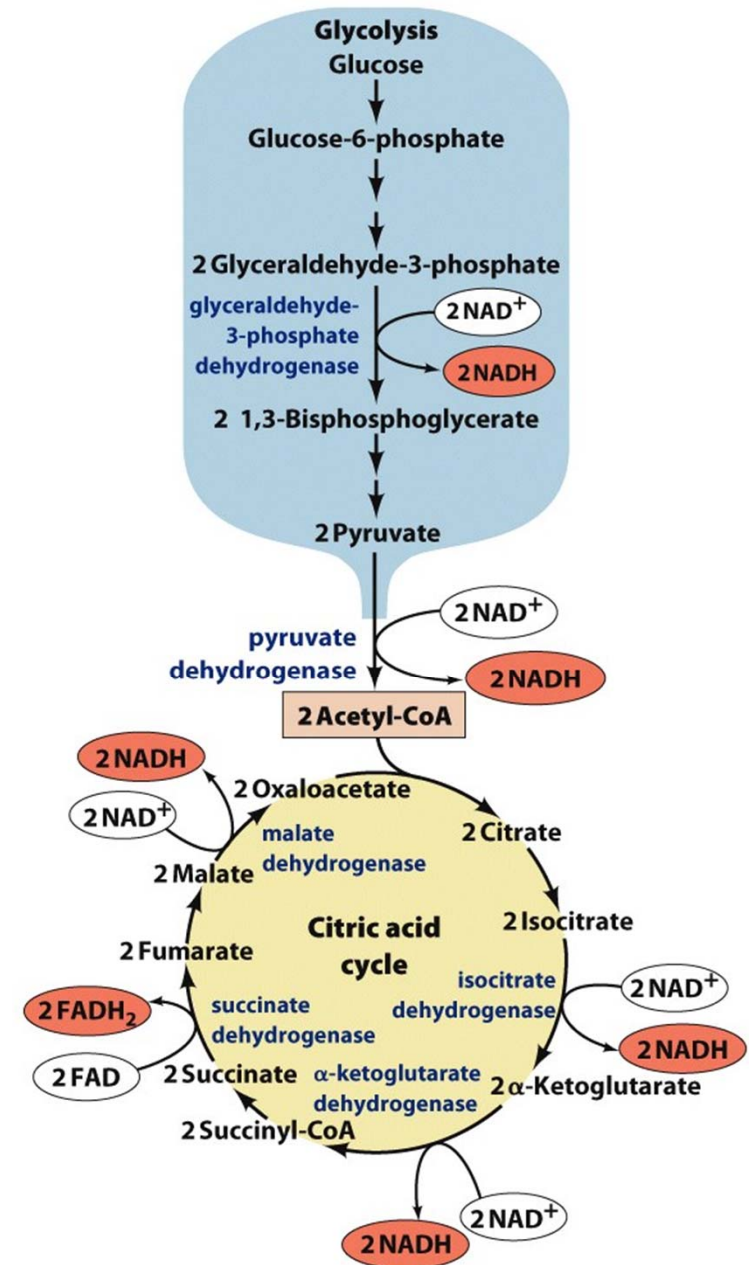 Glycolysis
Glucose
Glucose-6-phosphate
2 Glyceraldehyde-3-phosphate
glyceraldehyde-
3-phosphate
dehydrogenase
2 NAD⁺
2 NADH
2 1,3-Bisphosphoglycerate
2 Pyruvate
pyruvate
dehydrogenase
2 NAD⁺
2 NADH
2 Acetyl-CoA
2 NADH
2 NAD⁺
2 Oxaloacetate
malate
dehydrogenase
2 Citrate
2 Malate
2 Isocitrate
Citric acid
cycle
2 Fumarate
isocitrate
dehydrogenase
2 NAD⁺
2 NADH
2 FADH₂
succinate
dehydrogenase
2 FAD
2 Succinate
α-ketoglutarate
dehydrogenase
2 α-Ketoglutarate
2 Succinyl-CoA
2 NAD⁺
2 NADH